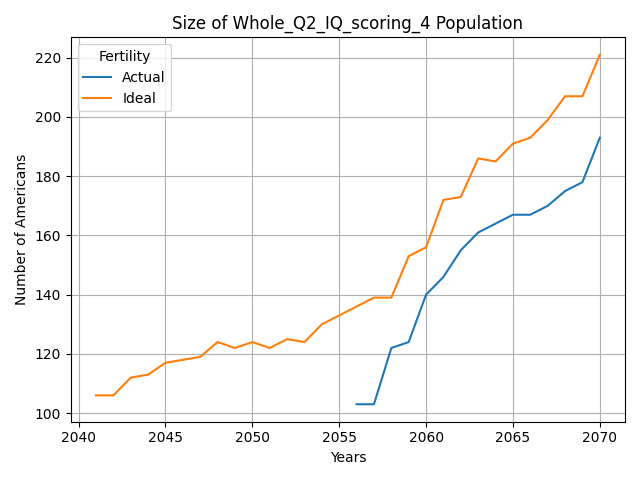 Size of Whole_Q2_IQ_scoring_4 Population
Fertility
Actual
Ideal
Number of Americans
220
200
180
160
140
120
100
2040 2045 2050 2055 2060 2065 2070
Years